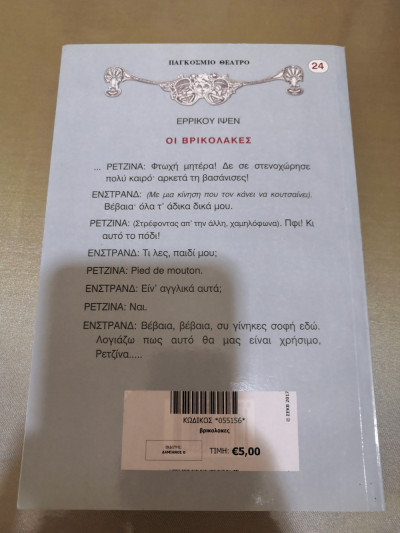 ΠΑΓΚΟΣΜΙΟ ΘΕΑΤΡΟ
24
ΕΡΡΙΚΟΥ ΙΨΕΝ
ΟΙ ΒΡΙΚΟΛΑΚΕΣ
... ΡΕΤΖΙΝΑ: Φτωχή μητέρα! Δε σε στενοχώρησε
πολύ καιρό· αρκετά τη βασάνισες!
ΕΝΣΤΡΑΝΔ: (Με μια κίνηση που τον κάνει να κουτσαίνει).
Βέβαια· όλα τ' άδικα δικά μου.
ΡΕΤΖΙΝΑ: (Στρέφοντας απ' την άλλη, χαμηλόφωνα). Πφι! Κι
αυτό το πόδι!
ΕΝΣΤΡΑΝΔ: Τι λες, παιδί μου;
ΡΕΤΖΙΝΑ: Pied de mouton.
ΕΝΣΤΡΑΝΔ: Είν' αγγλικά αυτά;
ΡΕΤΖΙΝΑ: Ναι.
ΕΝΣΤΡΑΝΔ: Βέβαια, βέβαια, συ γίνηκες σοφή εδώ.
Λογιάζω πως αυτό θα μας είναι χρήσιμο,
Ρετζίνα.....
ΚΩΔΙΚΟΣ *055156*
βρικολακες
ΔΑΡΕΜΑΣ Κ
ΤΙΜΗ: €5,00
© ΣΕΚΒ 2017